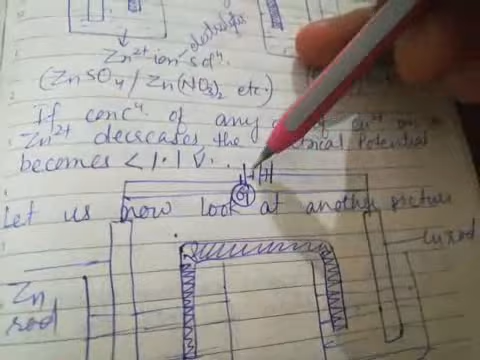 Zn²⁺ ion solⁿ.
(ZnSO₄ / Zn(NO₃)₂ etc.)
If concⁿ. of any
Zn²⁺ decreases the Potential
becomes < 1.1 V.
Let us now look at another picture
Zn
rod